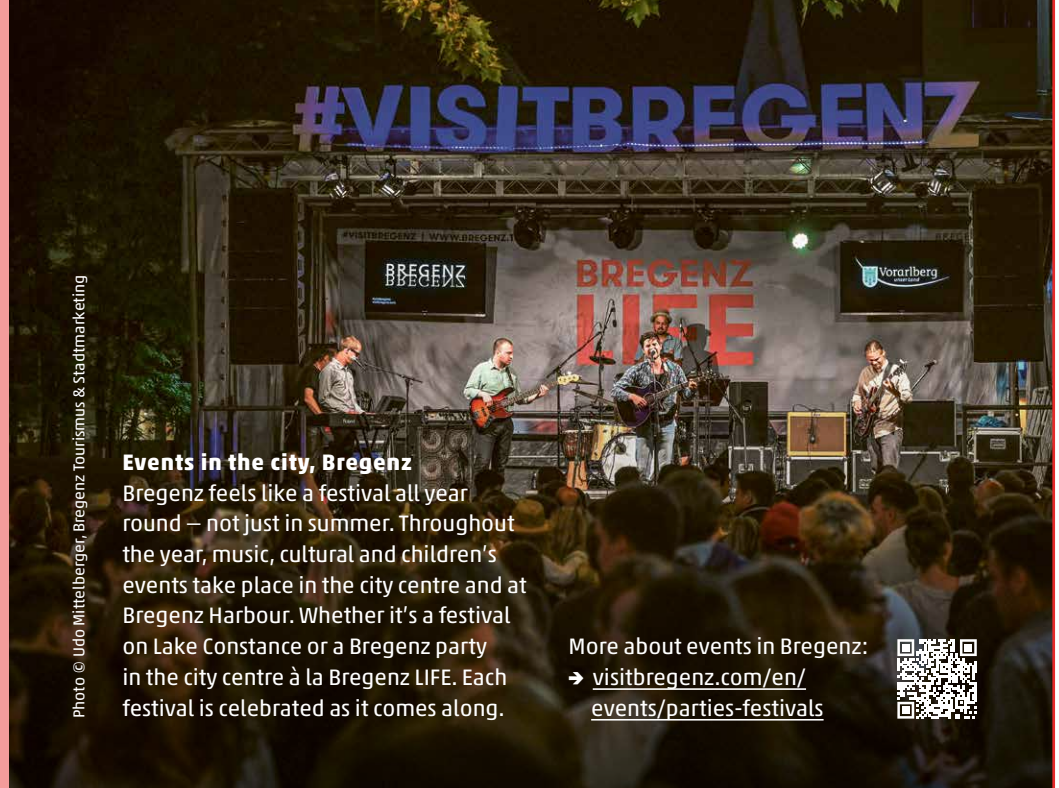 #VISITBREGENZ
#VISITBREGENZ | WWW.BREGENZ.T
BREGE
BREGENZ
BREGENZ
LIFE
Vorarlberg
unser Land
Events in the city, Bregenz
Bregenz feels like a festival all year
round – not just in summer. Throughout
the year, music, cultural and children’s
events take place in the city centre and at
Bregenz Harbour. Whether it’s a festival
on Lake Constance or a Bregenz party
in the city centre à la Bregenz LIFE. Each
festival is celebrated as it comes along.
More about events in Bregenz:
➔ visitbregenz.com/en/
events/parties-festivals
Photo © Udo Mittelberger, Bregenz Tourismus & Stadtmarketing